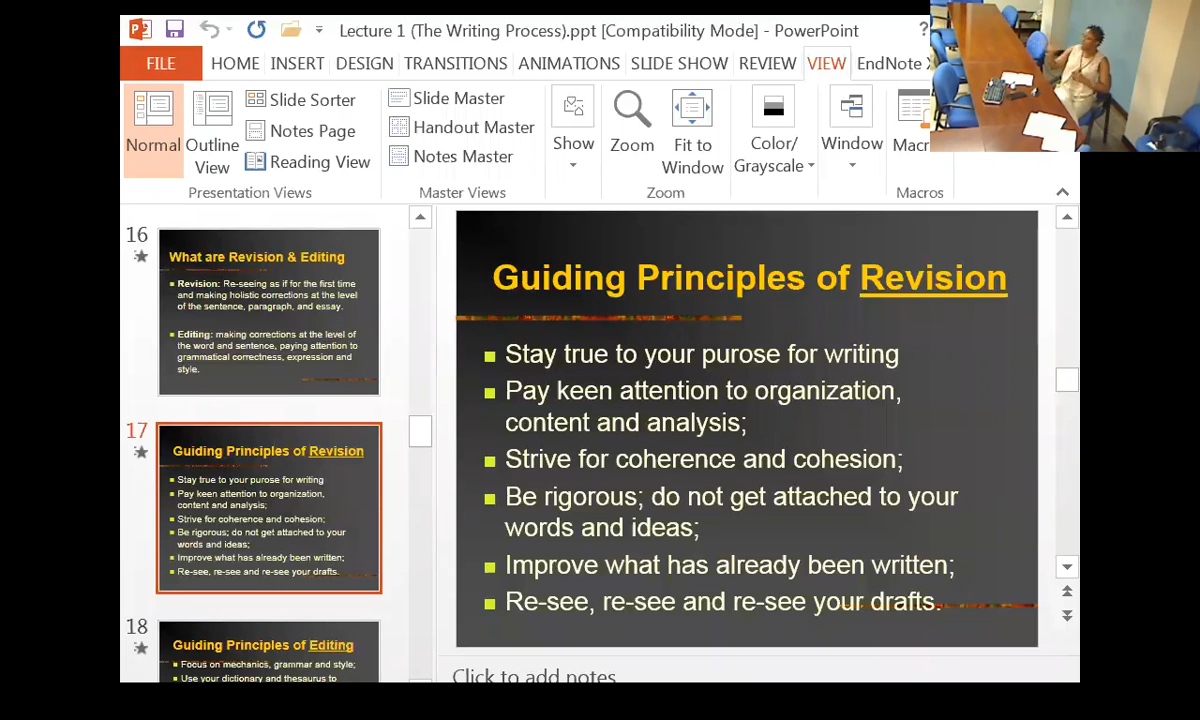 Lecture 1 (The Writing Process).ppt [Compatibility Mode] - PowerPoint
?
FILE HOME INSERT DESIGN TRANSITIONS ANIMATIONS SLIDE SHOW REVIEW VIEW EndNote
Normal
Outline
View
Slide Sorter
Notes Page
Reading View
Presentation Views
Slide Master
Handout Master
Notes Master
Master Views
Show
Zoom
Fit to
Window
Zoom
Color/
Grayscale
Window
Macr
Macros
16
What are Revision & Editing
Revision: Re-seeing as if for the first time
and making holistic corrections at the level
of the sentence, paragraph, and essay.
Editing: making corrections at the level of
the word and sentence, paying attention to
grammatical correctness, expression and
style.
17
Guiding Principles of Revision
Stay true to your purose for writing
Pay keen attention to organization,
content and analysis;
Strive for coherence and cohesion;
Be rigorous; do not get attached to your
words and ideas;
Improve what has already been written;
Re-see, re-see and re-see your drafts.
18
Guiding Principles of Editing
Focus on mechanics, grammar and style;
Use your dictionary and thesaurus to
Guiding Principles of Revision
Stay true to your purose for writing
Pay keen attention to organization,
content and analysis;
Strive for coherence and cohesion;
Be rigorous; do not get attached to your
words and ideas;
Improve what has already been written;
Re-see, re-see and re-see your drafts.
Click to add notes